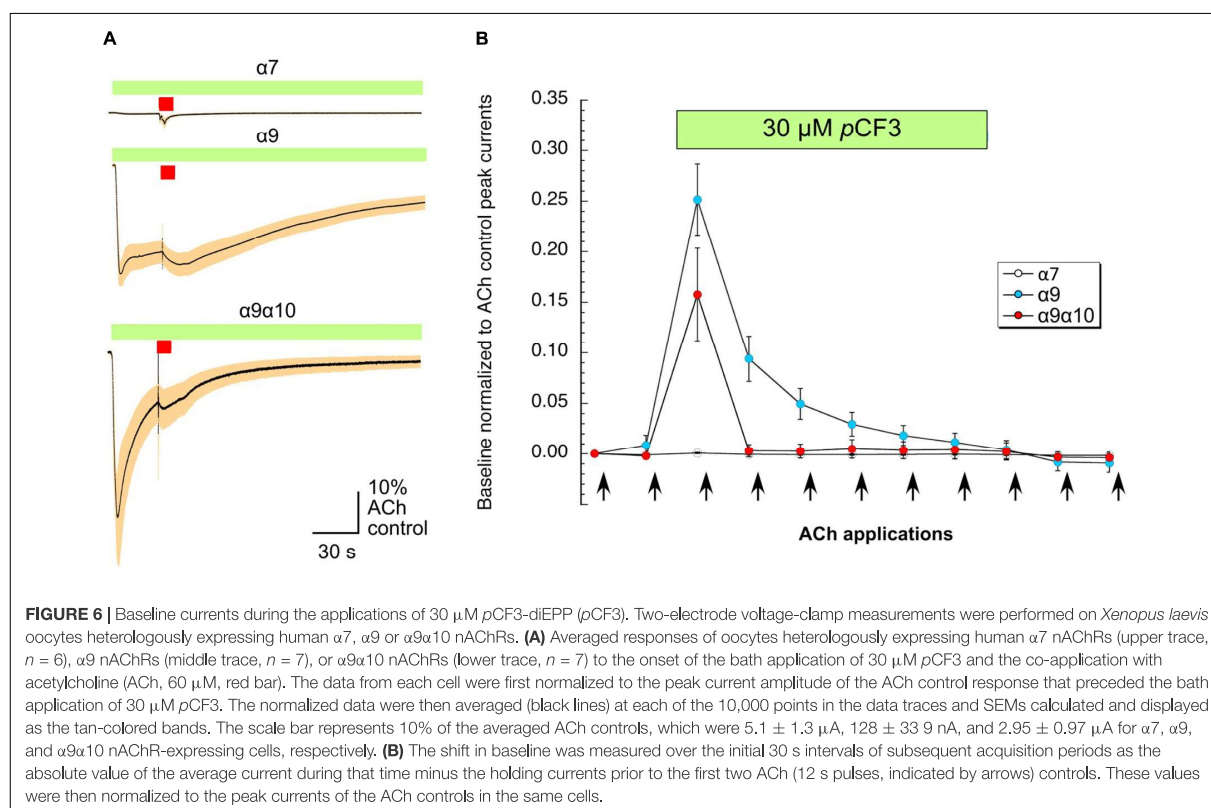 A
α7
α9
α9α10
10%
ACh
control
30 s
B
Baseline normalized to ACh control peak currents
0.35
0.30
0.25
0.20
0.15
0.10
0.05
0.00
30 µM pCF3
α7
α9
α9α10
ACh applications
FIGURE 6 | Baseline currents during the applications of 30 µM pCF3-diEPP (pCF3). Two-electrode voltage-clamp measurements were performed on Xenopus laevis
oocytes heterologously expressing human α7, α9 or α9α10 nAChRs. (A) Averaged responses of oocytes heterologously expressing human α7 nAChRs (upper trace,
n = 6), α9 nAChRs (middle trace, n = 7), or α9α10 nAChRs (lower trace, n = 7) to the onset of the bath application of 30 µM pCF3 and the co-application with
acetylcholine (ACh, 60 µM, red bar). The data from each cell were first normalized to the peak current amplitude of the ACh control response that preceded the bath
application of 30 µM pCF3. The normalized data were then averaged (black lines) at each of the 10,000 points in the data traces and SEMs calculated and displayed
as the tan-colored bands. The scale bar represents 10% of the averaged ACh controls, which were 5.1 ± 1.3 µA, 128 ± 33 9 nA, and 2.95 ± 0.97 µA for α7, α9,
and α9α10 nAChR-expressing cells, respectively. (B) The shift in baseline was measured over the initial 30 s intervals of subsequent acquisition periods as the
absolute value of the average current during that time minus the holding currents prior to the first two ACh (12 s pulses, indicated by arrows) controls. These values
were then normalized to the peak currents of the ACh controls in the same cells.